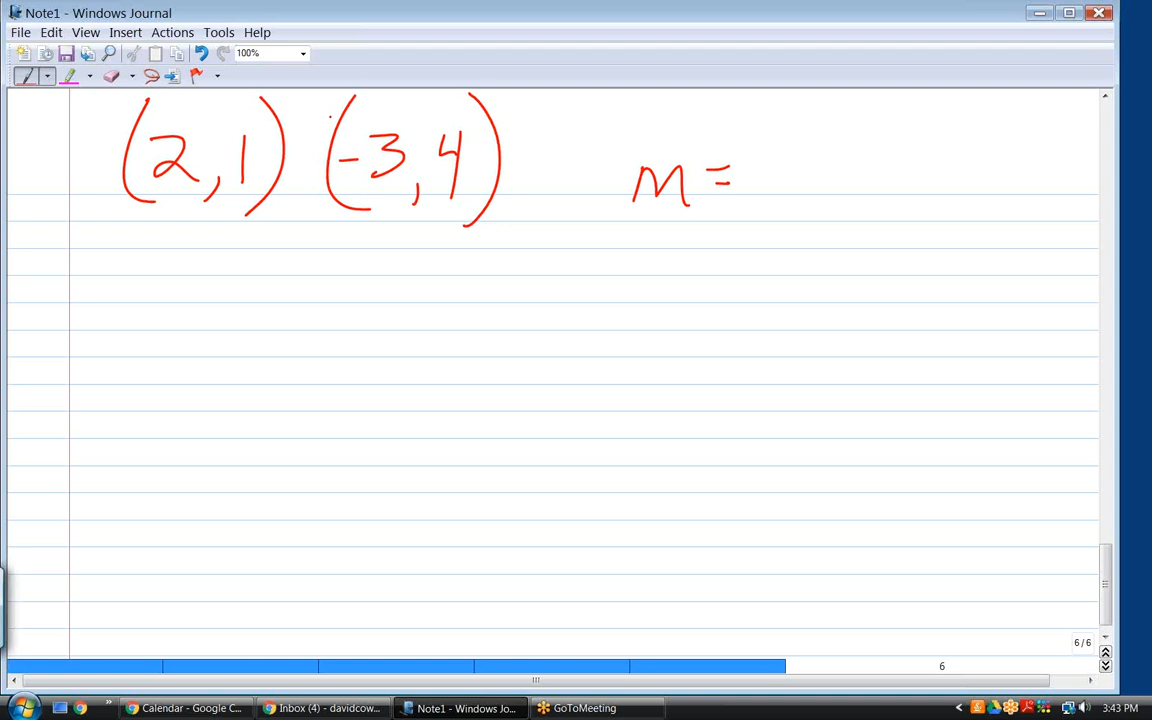 Note1 - Windows Journal
File Edit View Insert Actions Tools Help
100%
(2,1) (-3,4) m =
6/6
6
Calendar - Google C... Inbox (4) - davidcow... Note1 - Windows Jo... GoToMeeting 3:43 PM